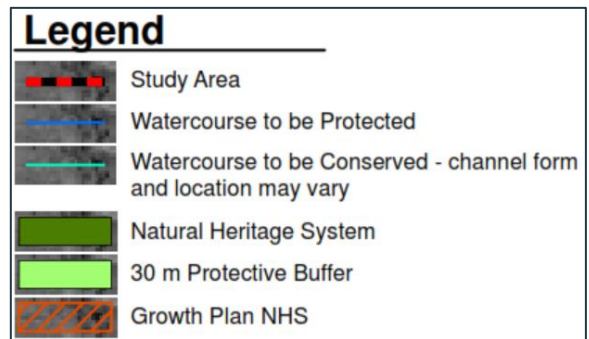 Legend
Study Area
Watercourse to be Protected
Watercourse to be Conserved - channel form
and location may vary
Natural Heritage System
30 m Protective Buffer
Growth Plan NHS